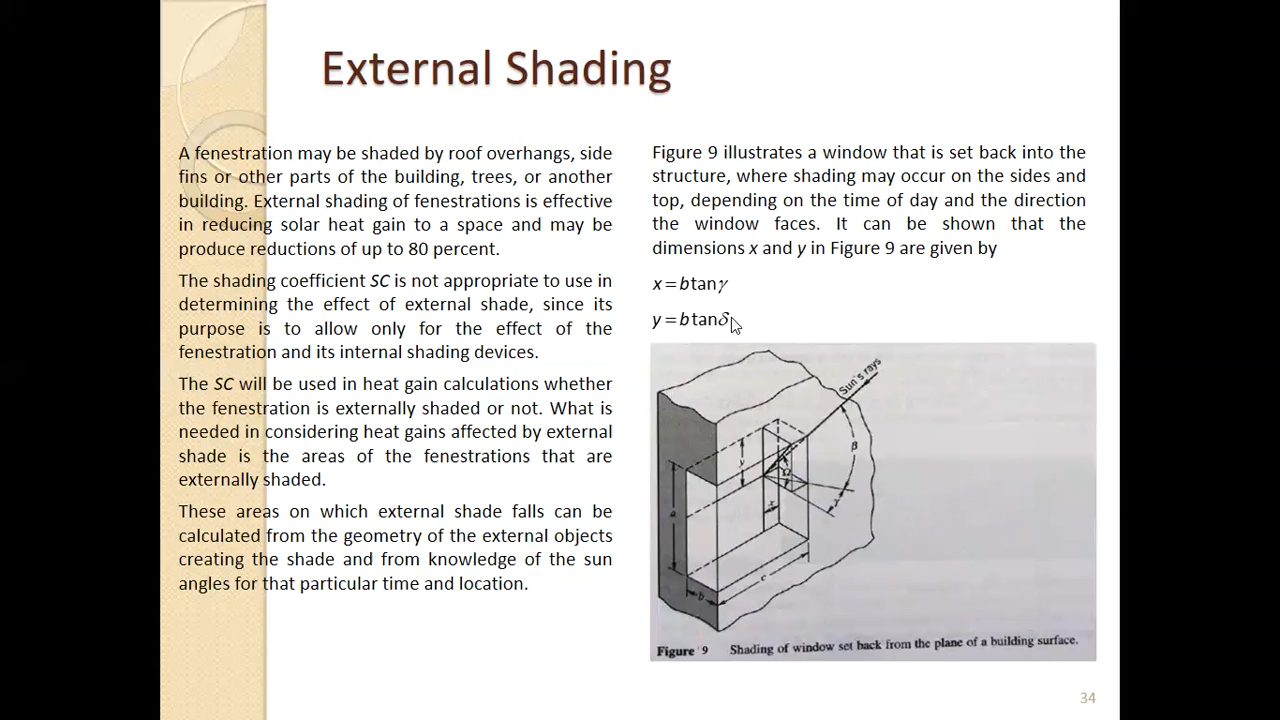 External Shading
A fenestration may be shaded by roof overhangs, side
fins or other parts of the building, trees, or another
building. External shading of fenestrations is effective
in reducing solar heat gain to a space and may be
produce reductions of up to 80 percent.
The shading coefficient SC is not appropriate to use in
determining the effect of external shade, since its
purpose is to allow only for the effect of the
fenestration and its internal shading devices.
The SC will be used in heat gain calculations whether
the fenestration is externally shaded or not. What is
needed in considering heat gains affected by external
shade is the areas of the fenestrations that are
externally shaded.
These areas on which external shade falls can be
calculated from the geometry of the external objects
creating the shade and from knowledge of the sun
angles for that particular time and location.
Figure 9 illustrates a window that is set back into the
structure, where shading may occur on the sides and
top, depending on the time of day and the direction
the window faces. It can be shown that the
dimensions x and y in Figure 9 are given by
x = b tan γ
y = b tan δ
Sun's rays
β
y
Ω
γ
x
a
c
b
Figure 9 Shading of window set back from the plane of a building surface.
34